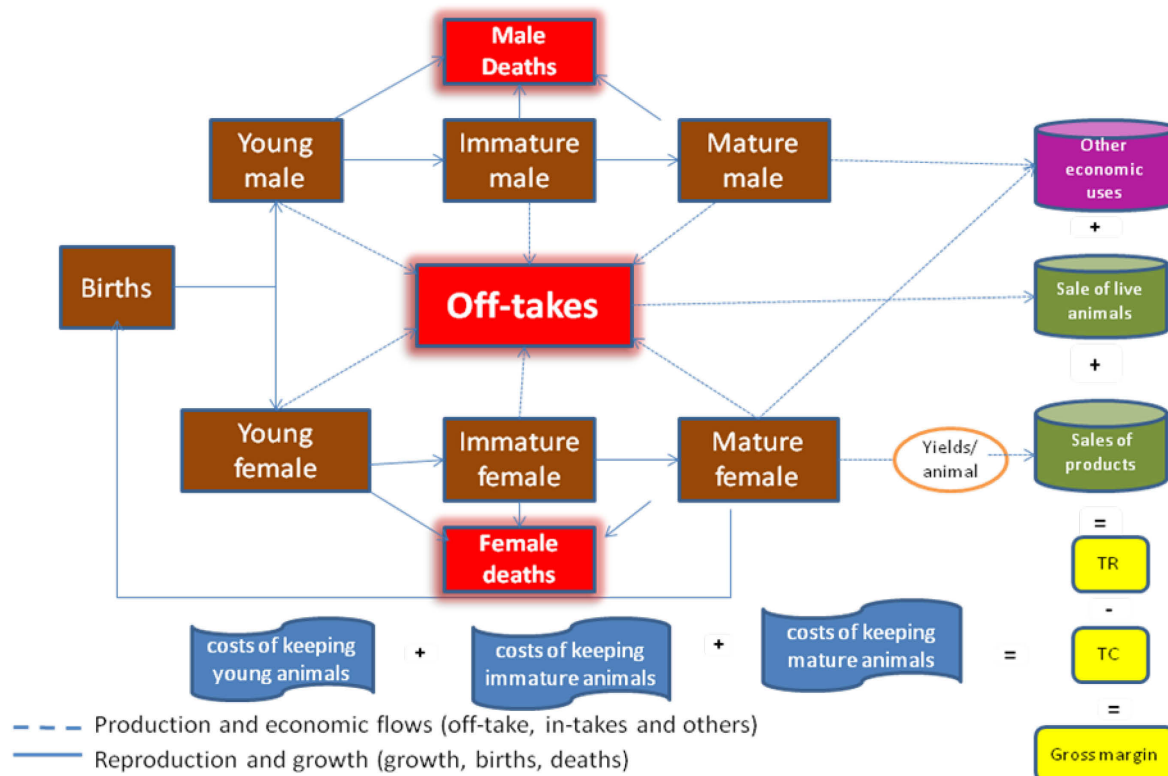 Male
Deaths
Young
male
Immature
male
Mature
male
Other
economic
uses
+
Births
Off-takes
Sale of live
animals
+
Young
female
Immature
female
Mature
female
Yields/
animal
Sales of
products
=
Female
deaths
TR
-
costs of keeping
young animals
+
costs of keeping
immature animals
+
costs of keeping
mature animals
=
TC
=
Production and economic flows (off-take, in-takes and others)
Reproduction and growth (growth, births, deaths)
Gross margin